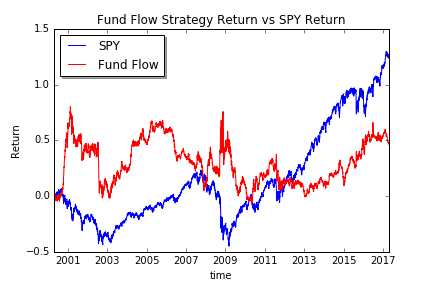 Fund Flow Strategy Return vs SPY Return
SPY
Fund Flow
Return
1.5
1.0
0.5
0.0
−0.5
2001 2003 2005 2007 2009 2011 2013 2015 2017
time